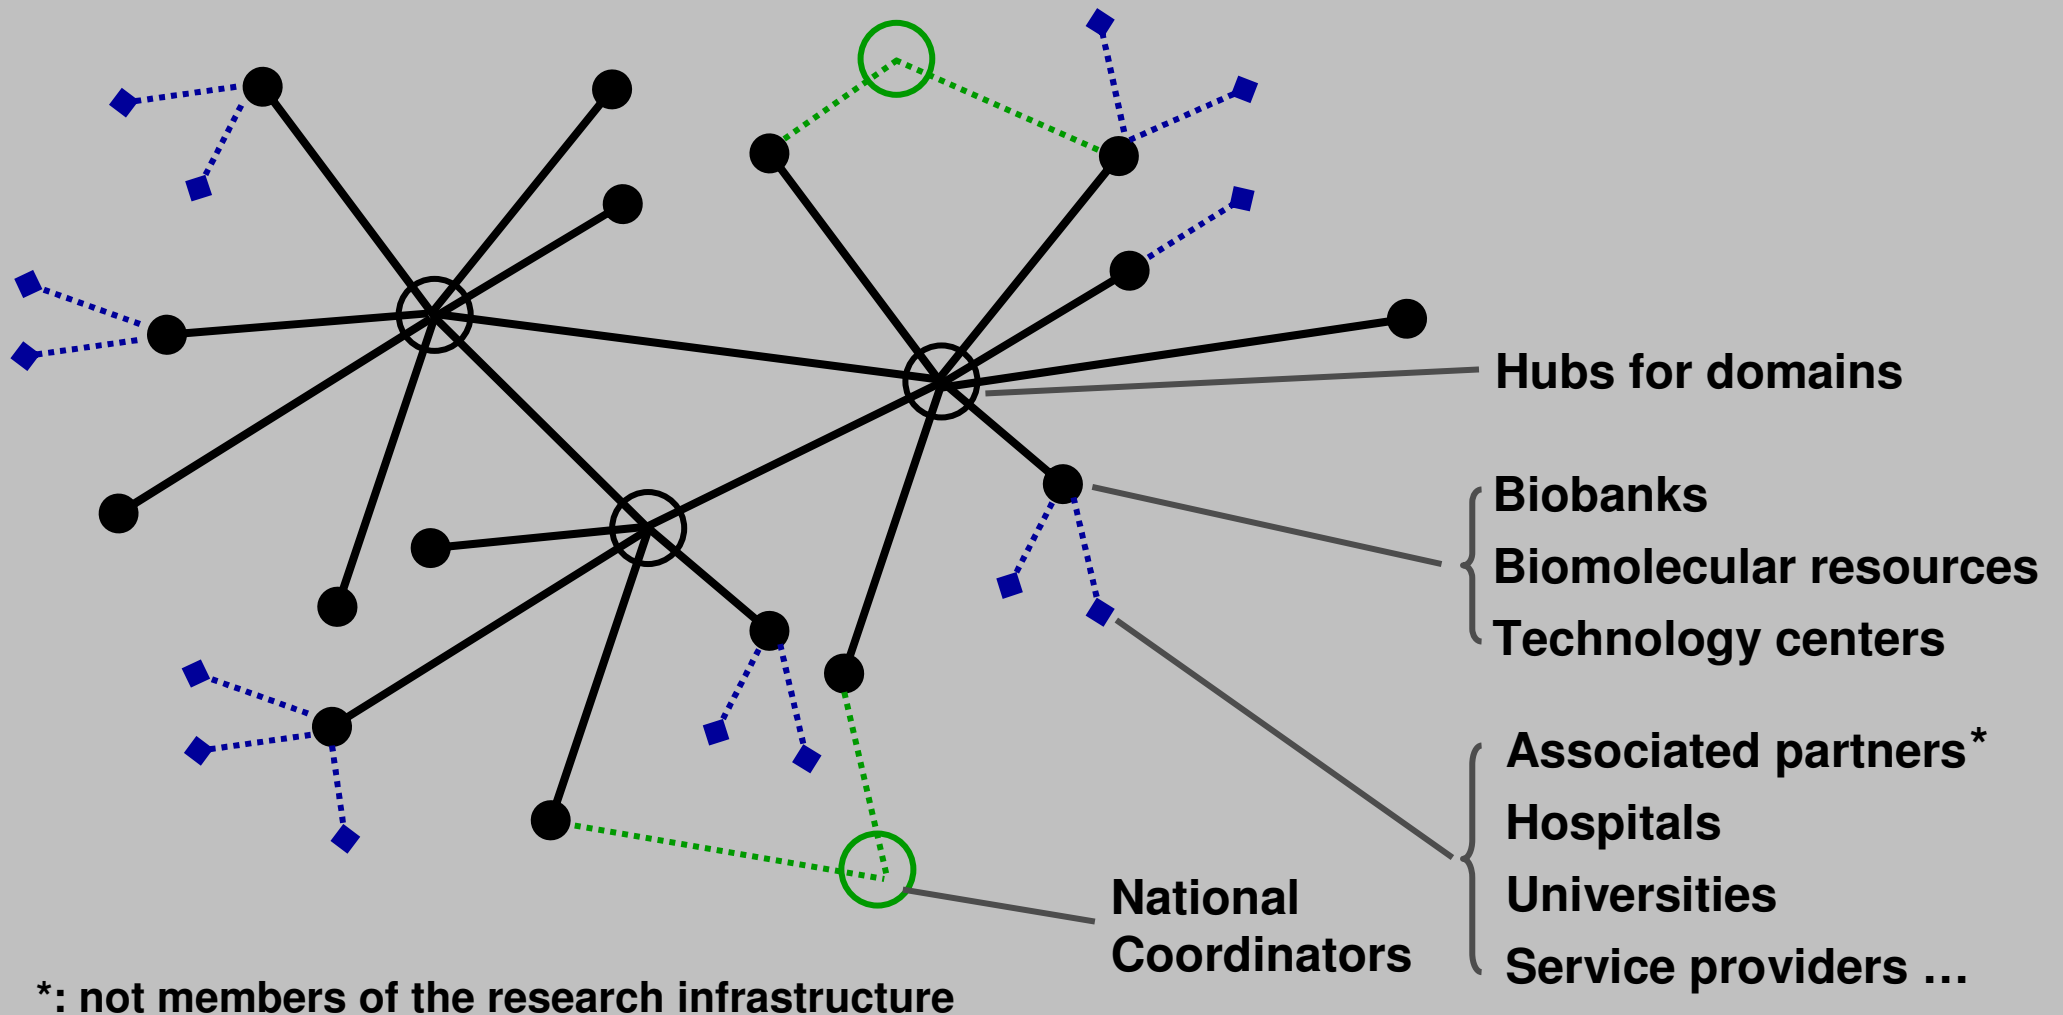 Hubs for domains
Biobanks
Biomolecular resources
Technology centers
Associated partners*
Hospitals
Universities
Service providers ...
National
Coordinators
*: not members of the research infrastructure